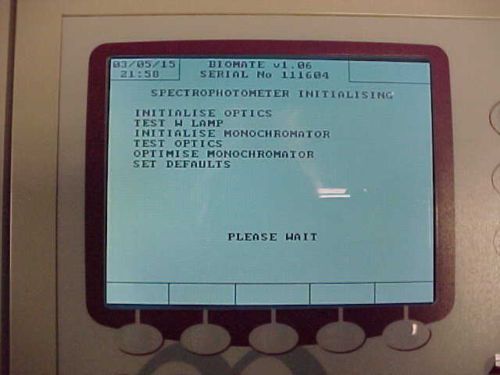 03/05/15
21:58
BIOMATE v1.06
SERIAL No 111604
SPECTROPHOTOMETER INITIALISING
INITIALISE OPTICS
TEST W LAMP
INITIALISE MONOCHROMATOR
TEST OPTICS
OPTIMISE MONOCHROMATOR
SET DEFAULTS
PLEASE WAIT